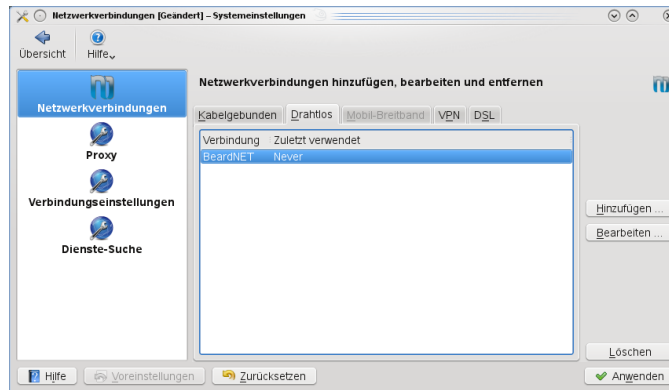 Netzwerkverbindungen [Geändert] – Systemeinstellungen
Übersicht Hilfe
Netzwerkverbindungen
Proxy
Verbindungseinstellungen
Dienste-Suche
Netzwerkverbindungen hinzufügen, bearbeiten und entfernen
Kabelgebunden Drahtlos Mobil-Breitband VPN DSL
Verbindung Zuletzt verwendet
BeardNET Never
Hinzufügen ...
Bearbeiten ...
Löschen
Hilfe Voreinstellungen Zurücksetzen Anwenden